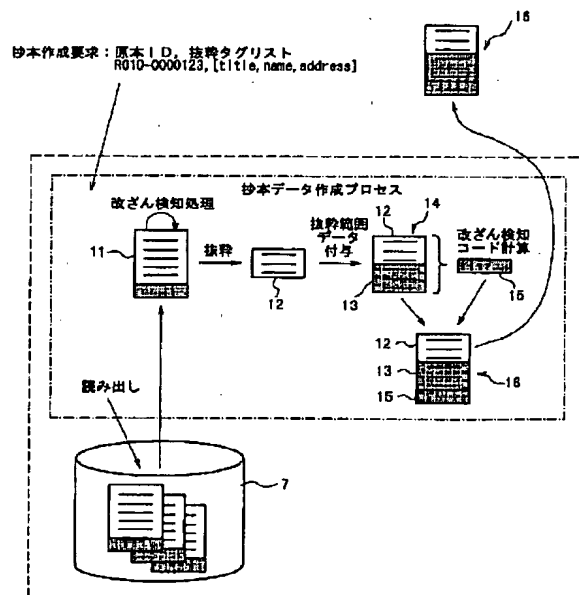 抄本作成要求：原本ID，抜粋タグリスト
R010-0000123,[title,name,address]
16
抄本データ作成プロセス
改ざん検知処理
11
抜粋
12
抜粋範囲
データ
付与
12
14
13
改ざん検知
コード計算
15
12
13
15
16
読み出し
7